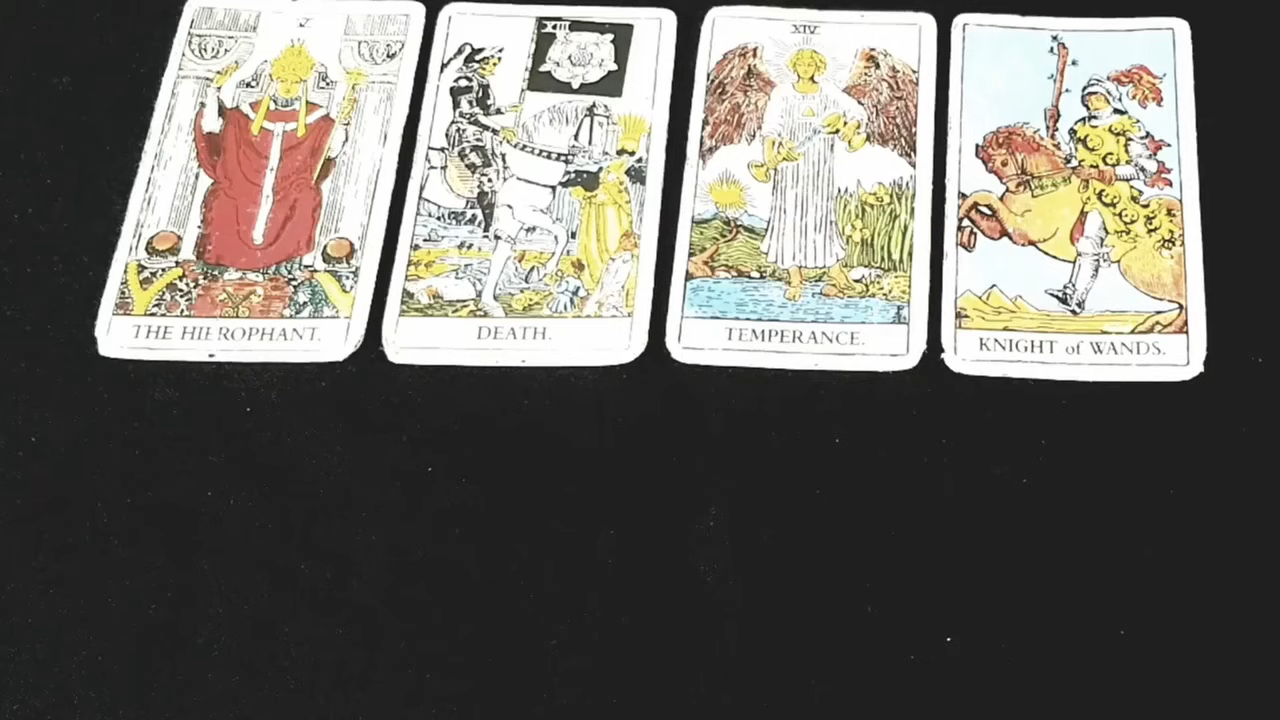 V
THE HIEROPHANT.
XIII
DEATH.
XIV
TEMPERANCE.
KNIGHT of WANDS.